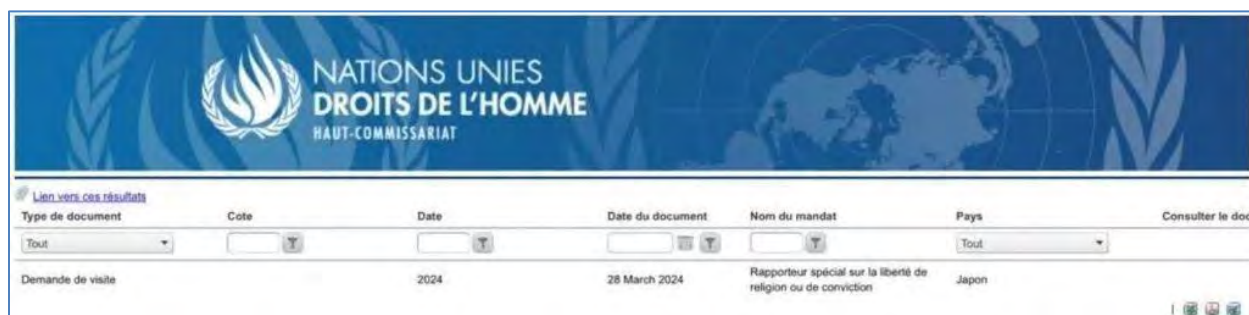 NATIONS UNIES
DROITS DE L'HOMME
HAUT-COMMISSARIAT
Lien vers ces résultats
Type de document Cote Date Date du document Nom du mandat Pays Consulter le doc
Tout Tout
Demande de visite 2024 28 March 2024 Rapporteur spécial sur la liberté de Japon
religion ou de conviction